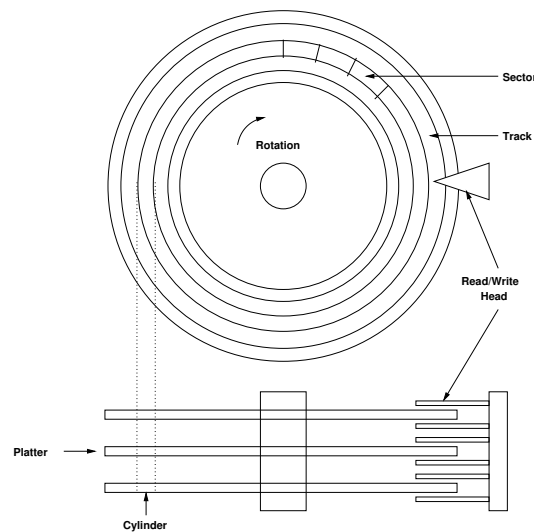 Sector
Track
Rotation
Read/Write
Head
Platter
Cylinder